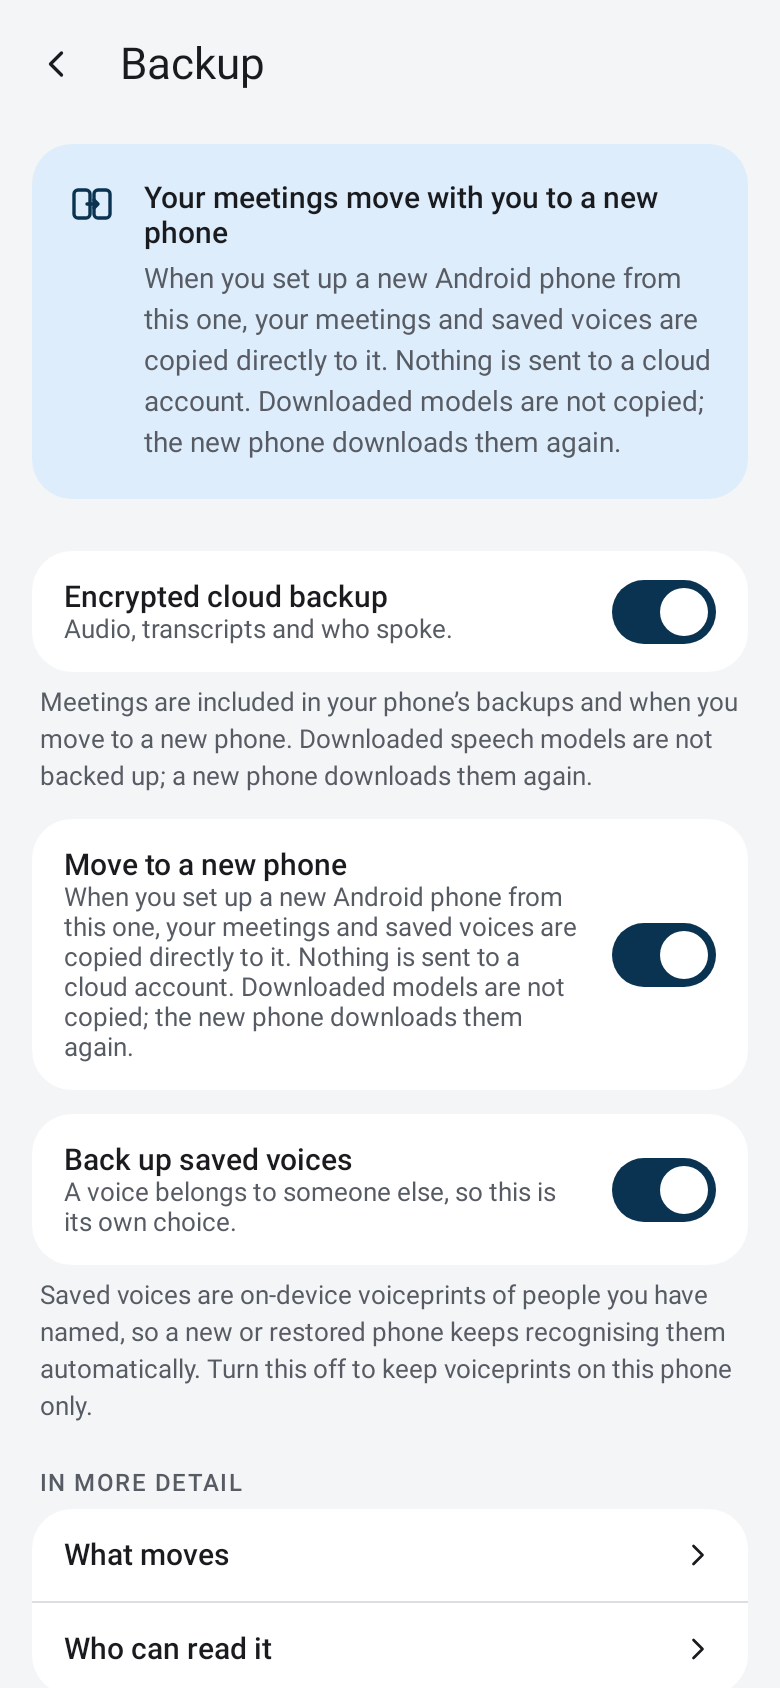 Backup
Your meetings move with you to a new
phone
When you set up a new Android phone from
this one, your meetings and saved voices are
copied directly to it. Nothing is sent to a cloud
account. Downloaded models are not copied;
the new phone downloads them again.
Encrypted cloud backup
Audio, transcripts and who spoke.
Meetings are included in your phone’s backups and when you
move to a new phone. Downloaded speech models are not
backed up; a new phone downloads them again.
Move to a new phone
When you set up a new Android phone from
this one, your meetings and saved voices are
copied directly to it. Nothing is sent to a
cloud account. Downloaded models are not
copied; the new phone downloads them
again.
Back up saved voices
A voice belongs to someone else, so this is
its own choice.
Saved voices are on-device voiceprints of people you have
named, so a new or restored phone keeps recognising them
automatically. Turn this off to keep voiceprints on this phone
only.
IN MORE DETAIL
What moves
Who can read it